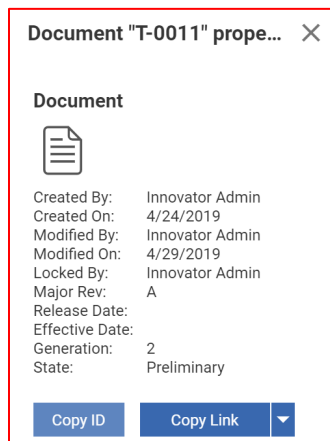 Document "T-0011" prope...
Document
Created By: Innovator Admin
Created On: 4/24/2019
Modified By: Innovator Admin
Modified On: 4/29/2019
Locked By: Innovator Admin
Major Rev: A
Release Date:
Effective Date:
Generation: 2
State: Preliminary
Copy ID Copy Link